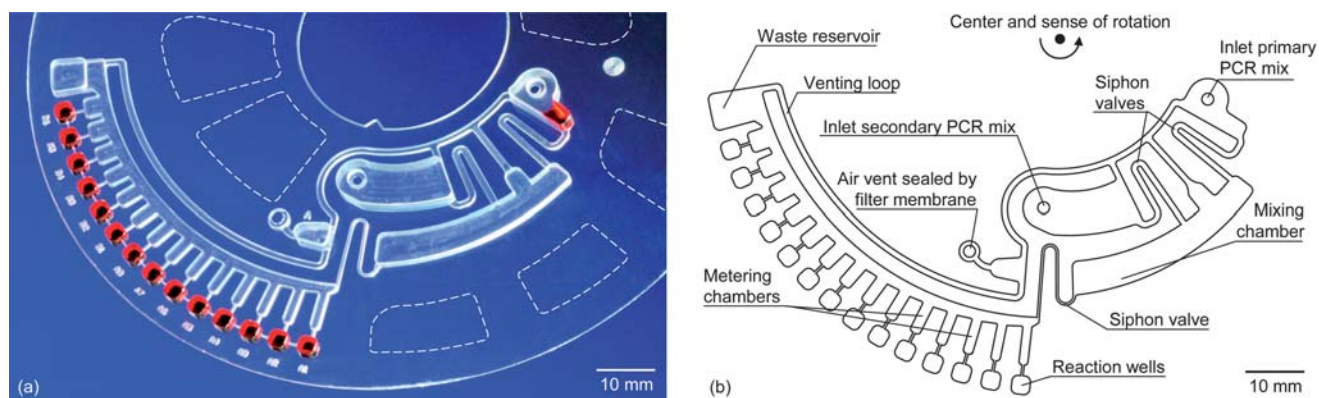 A
10 mm
(a)
Center and sense of rotation
Waste reservoir
Inlet primary
PCR mix
Siphon
valves
Venting loop
Inlet secondary PCR mix
Air vent sealed by
filter membrane
Mixing
chamber
Metering
chambers
Siphon valve
Reaction wells
10 mm
(b)